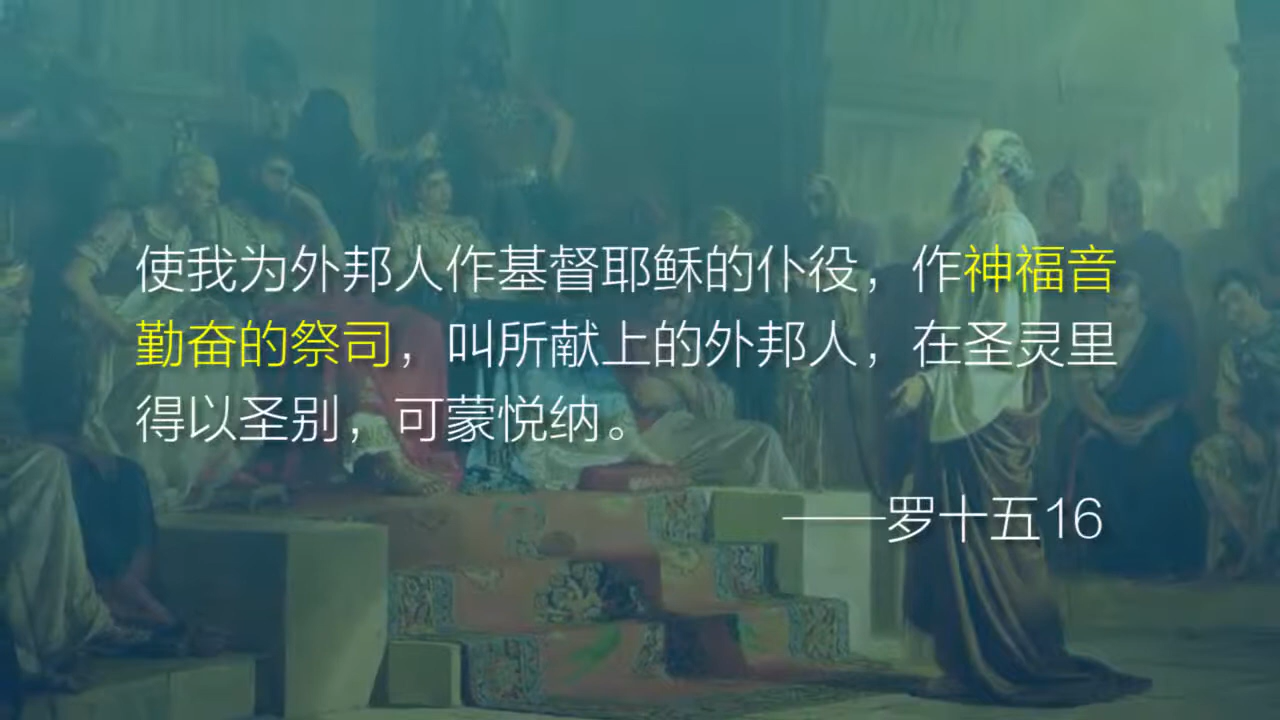 使我为外邦人作基督耶稣的仆役，作神福音
勤奋的祭司，叫所献上的外邦人，在圣灵里
得以圣别，可蒙悦纳。
——罗十五16